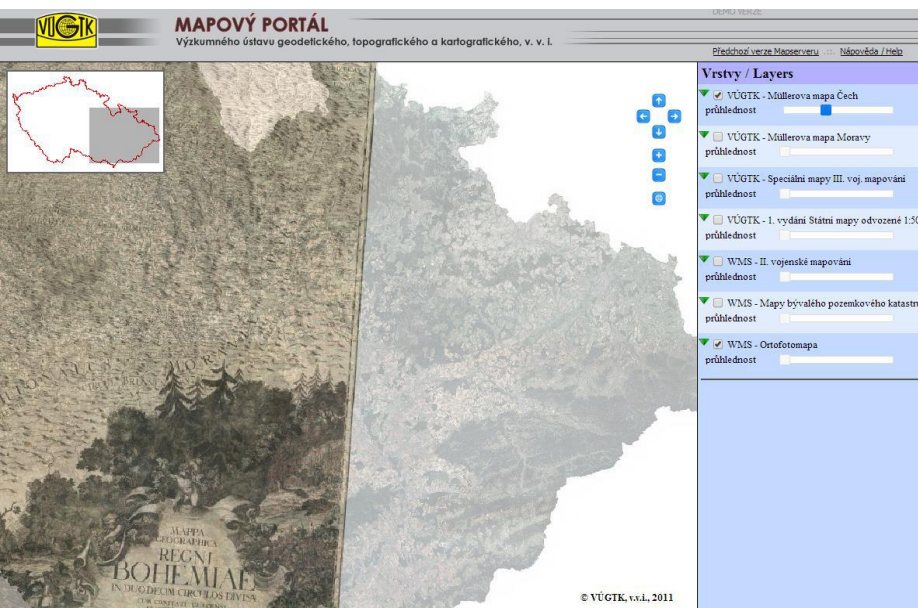 DEMO VERZE
VÚGTK
MAPOVÝ PORTÁL
Výzkumného ústavu geodetického, topografického a kartografického, v. v. i.
Předchozí verze Mapserveru .::. Nápověda / Help
Vrstvy / Layers
VÚGTK - Müllerova mapa Čech
průhlednost
VÚGTK - Müllerova mapa Moravy
průhlednost
VÚGTK - Speciální mapy III. voj. mapování
průhlednost
VÚGTK - 1. vydání Státní mapy odvozené 1:50
průhlednost
WMS - II. vojenské mapování
průhlednost
WMS - Mapy bývalého pozemkového katastru
průhlednost
WMS - Ortofotomapa
průhlednost
MAPPA
GEOGRAPHICA
REGNI
BOHEMIAE
IN DUODECIM CIRCULOS DIVISA
© VÚGTK, v.v.i., 2011